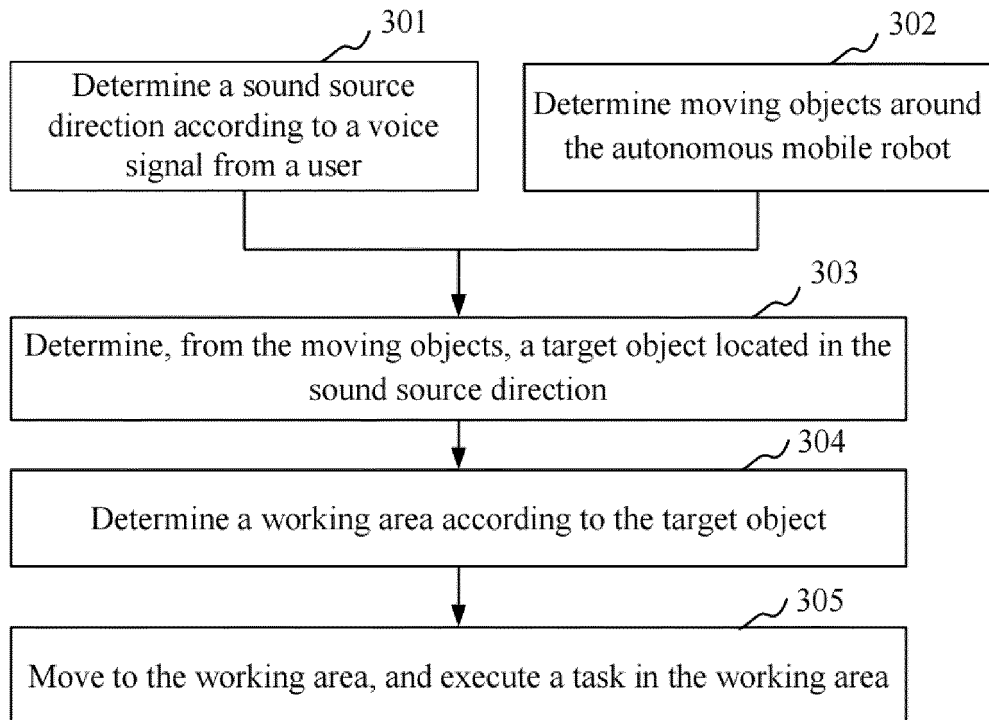 301
Determine a sound source
direction according to a voice
signal from a user
302
Determine moving objects around
the autonomous mobile robot
303
Determine, from the moving objects, a target object located in the
sound source direction
304
Determine a working area according to the target object
305
Move to the working area, and execute a task in the working area